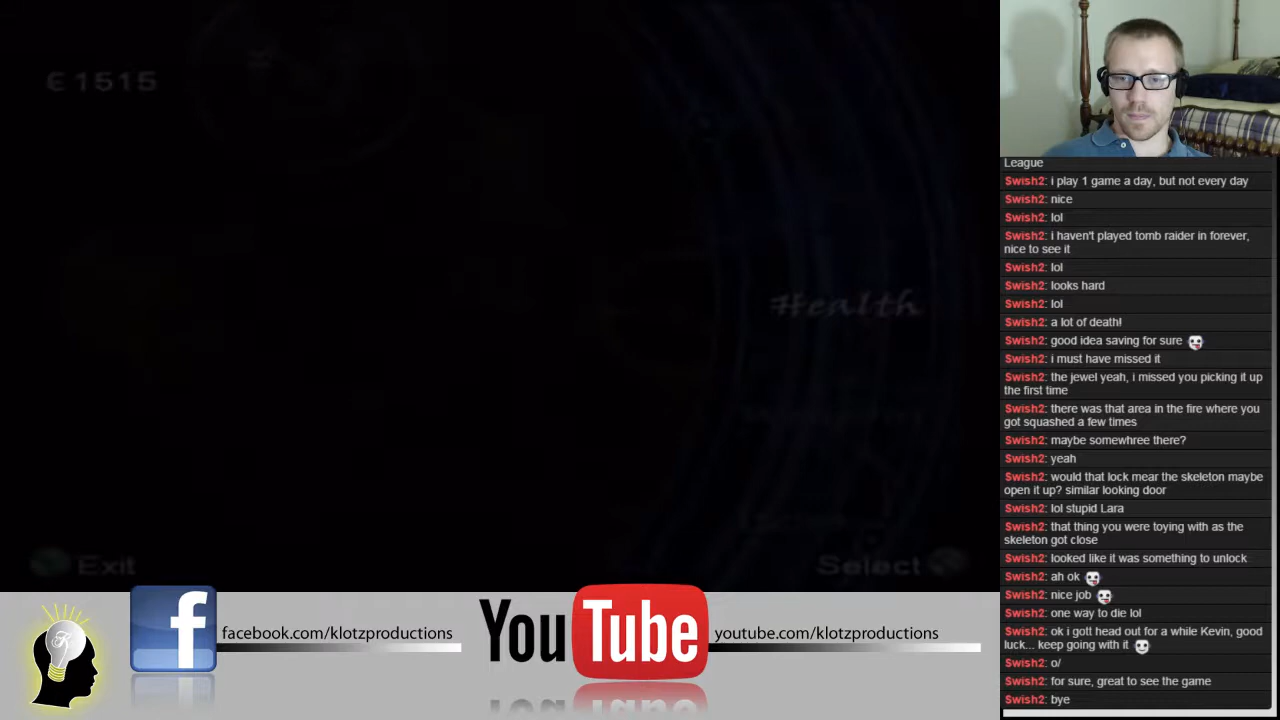 € 1515
Health
Exit
Select
facebook.com/klotzproductions
YouTube
youtube.com/klotzproductions
League
Swish2: i play 1 game a day, but not every day
Swish2: nice
Swish2: lol
Swish2: i haven't played tomb raider in forever,
nice to see it
Swish2: lol
Swish2: looks hard
Swish2: lol
Swish2: a lot of death!
Swish2: good idea saving for sure
Swish2: i must have missed it
Swish2: the jewel yeah, i missed you picking it up
the first time
Swish2: there was that area in the fire where you
got squashed a few times
Swish2: maybe somewhree there?
Swish2: yeah
Swish2: would that lock mear the skeleton maybe
open it up? similar looking door
Swish2: lol stupid Lara
Swish2: that thing you were toying with as the
skeleton got close
Swish2: looked like it was something to unlock
Swish2: ah ok
Swish2: nice job
Swish2: one way to die lol
Swish2: ok i gott head out for a while Kevin, good
luck... keep going with it
Swish2: o/
Swish2: for sure, great to see the game
Swish2: bye